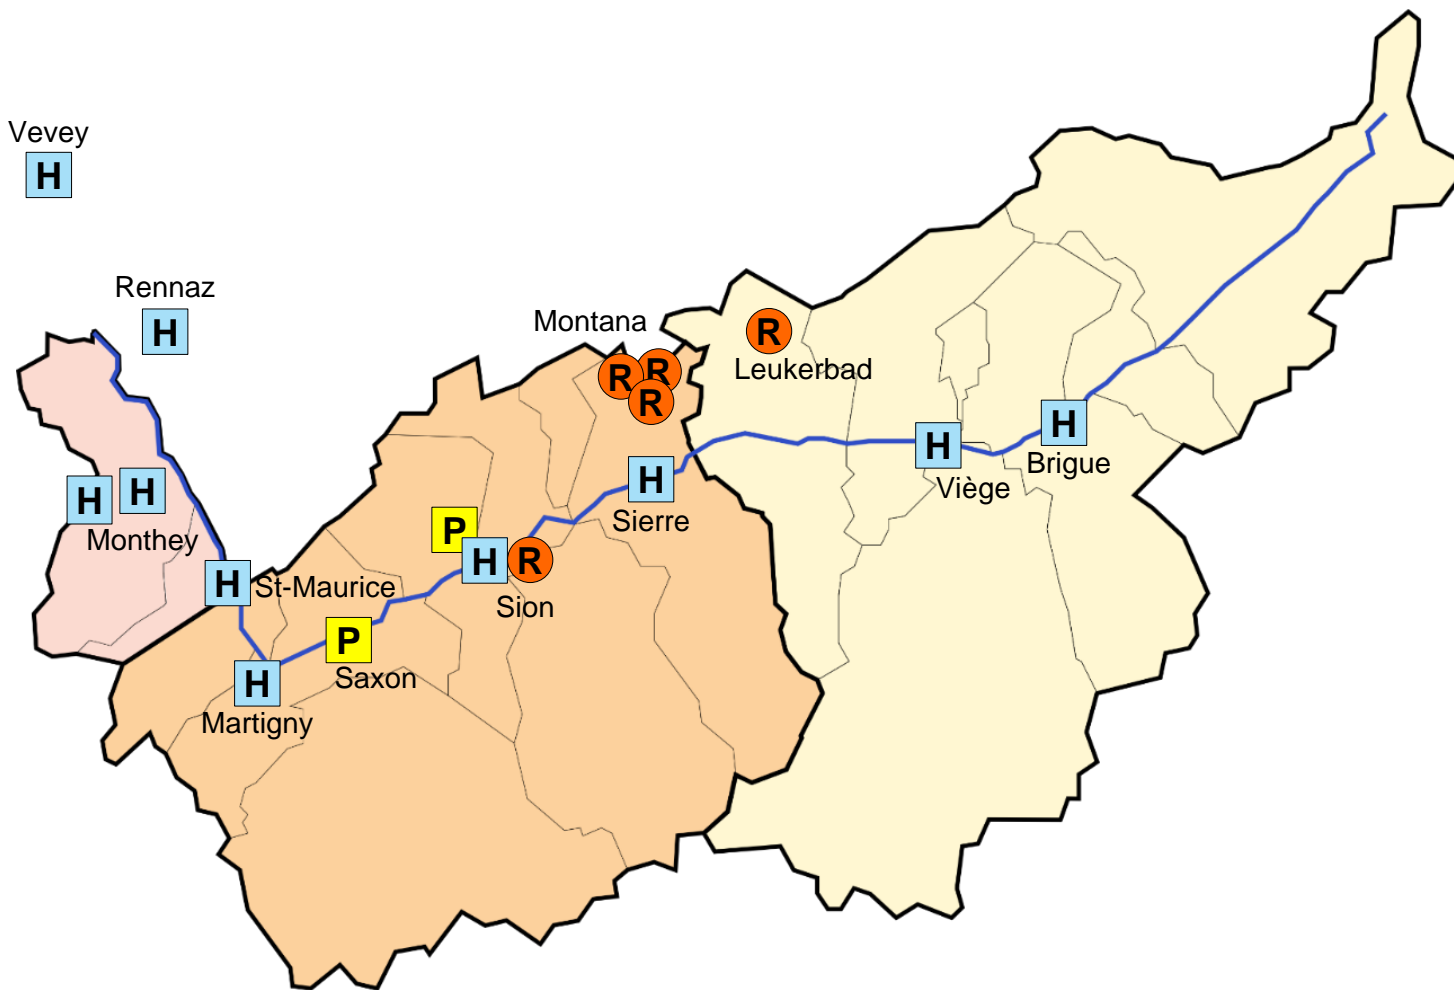 Vevey
H
Rennaz
H
Montana
R
R
R
R
Leukerbad
H
Brigue
H
Viège
H
Sierre
H
H
Monthey
P
H
R
Sion
H
St-Maurice
P
Saxon
H
Martigny